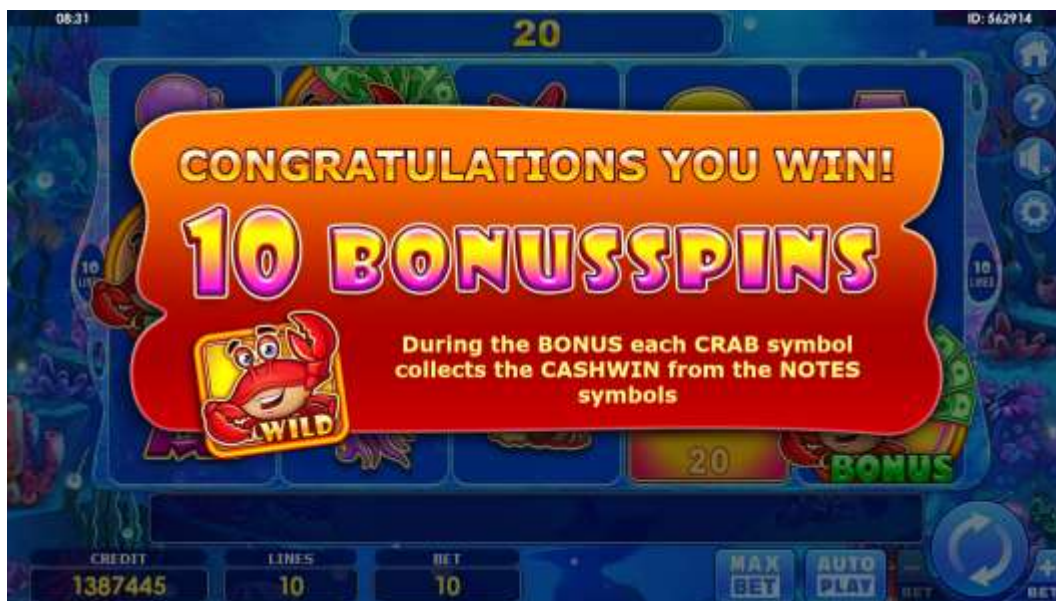 08:31
ID: 562914
20
CONGRATULATIONS YOU WIN!
10 BONUSSPINS
10
LINES
10
LINES
During the BONUS each CRAB symbol
collects the CASHWIN from the NOTES
symbols
WILD
20
BONUS
CREDIT
LINES
BET
1387445
10
10
MAX
BET
AUTO
PLAY
BET
BET